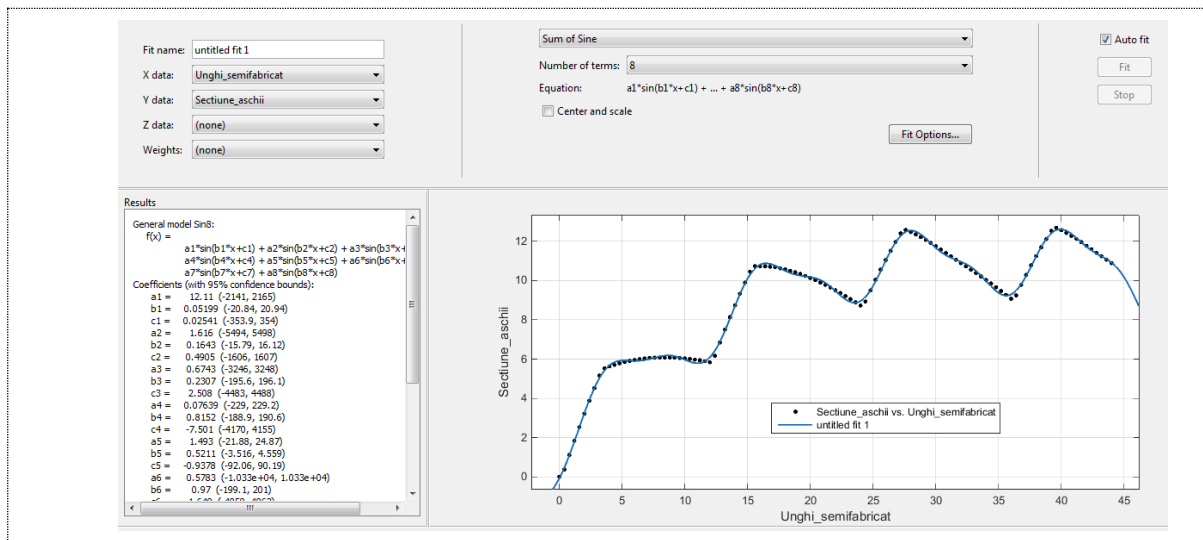 Fit name: untitled fit 1
X data: Unghi_semifabricat
Y data: Sectiune_aschii
Z data: (none)
Weights: (none)
Sum of Sine
Number of terms: 8
Equation: a1*sin(b1*x+c1) + ... + a8*sin(b8*x+c8)
Center and scale
Fit Options...
Auto fit
Fit
Stop
Results
General model Sin8:
f(x) =
a1*sin(b1*x+c1) + a2*sin(b2*x+c2) + a3*sin(b3*x+
a4*sin(b4*x+c4) + a5*sin(b5*x+c5) + a6*sin(b6*x+
a7*sin(b7*x+c7) + a8*sin(b8*x+c8)
Coefficients (with 95% confidence bounds):
a1 = 12.11 (-2141, 2165)
b1 = 0.05199 (-20.84, 20.94)
c1 = 0.02541 (-353.9, 354)
a2 = 1.616 (-5494, 5498)
b2 = 0.1643 (-15.79, 16.12)
c2 = 0.4905 (-1606, 1607)
a3 = 0.6743 (-3246, 3248)
b3 = 0.2307 (-195.6, 196.1)
c3 = 2.508 (-4483, 4488)
a4 = 0.07639 (-229, 229.2)
b4 = 0.8152 (-188.9, 190.6)
c4 = -7.501 (-4170, 4155)
a5 = 1.493 (-21.88, 24.87)
b5 = 0.5211 (-3.516, 4.559)
c5 = -0.9378 (-92.06, 90.19)
a6 = 0.5783 (-1.033e+04, 1.033e+04)
b6 = 0.97 (-199.1, 201)
Sectiune_aschii
12
10
8
6
4
2
0
Sectiune_aschii vs. Unghi_semifabricat
untitled fit 1
0 5 10 15 20 25 30 35 40 45
Unghi_semifabricat